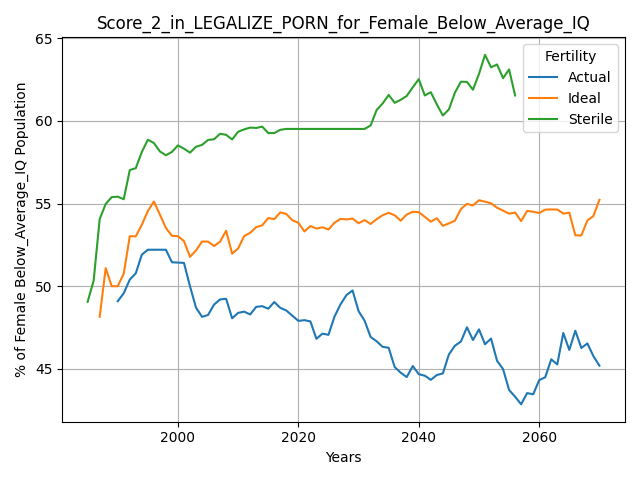 Score_2_in_LEGALIZE_PORN_for_Female_Below_Average_IQ
% of Female Below_Average_IQ Population
65
60
55
50
45
Fertility
Actual
Ideal
Sterile
2000
2020
2040
2060
Years